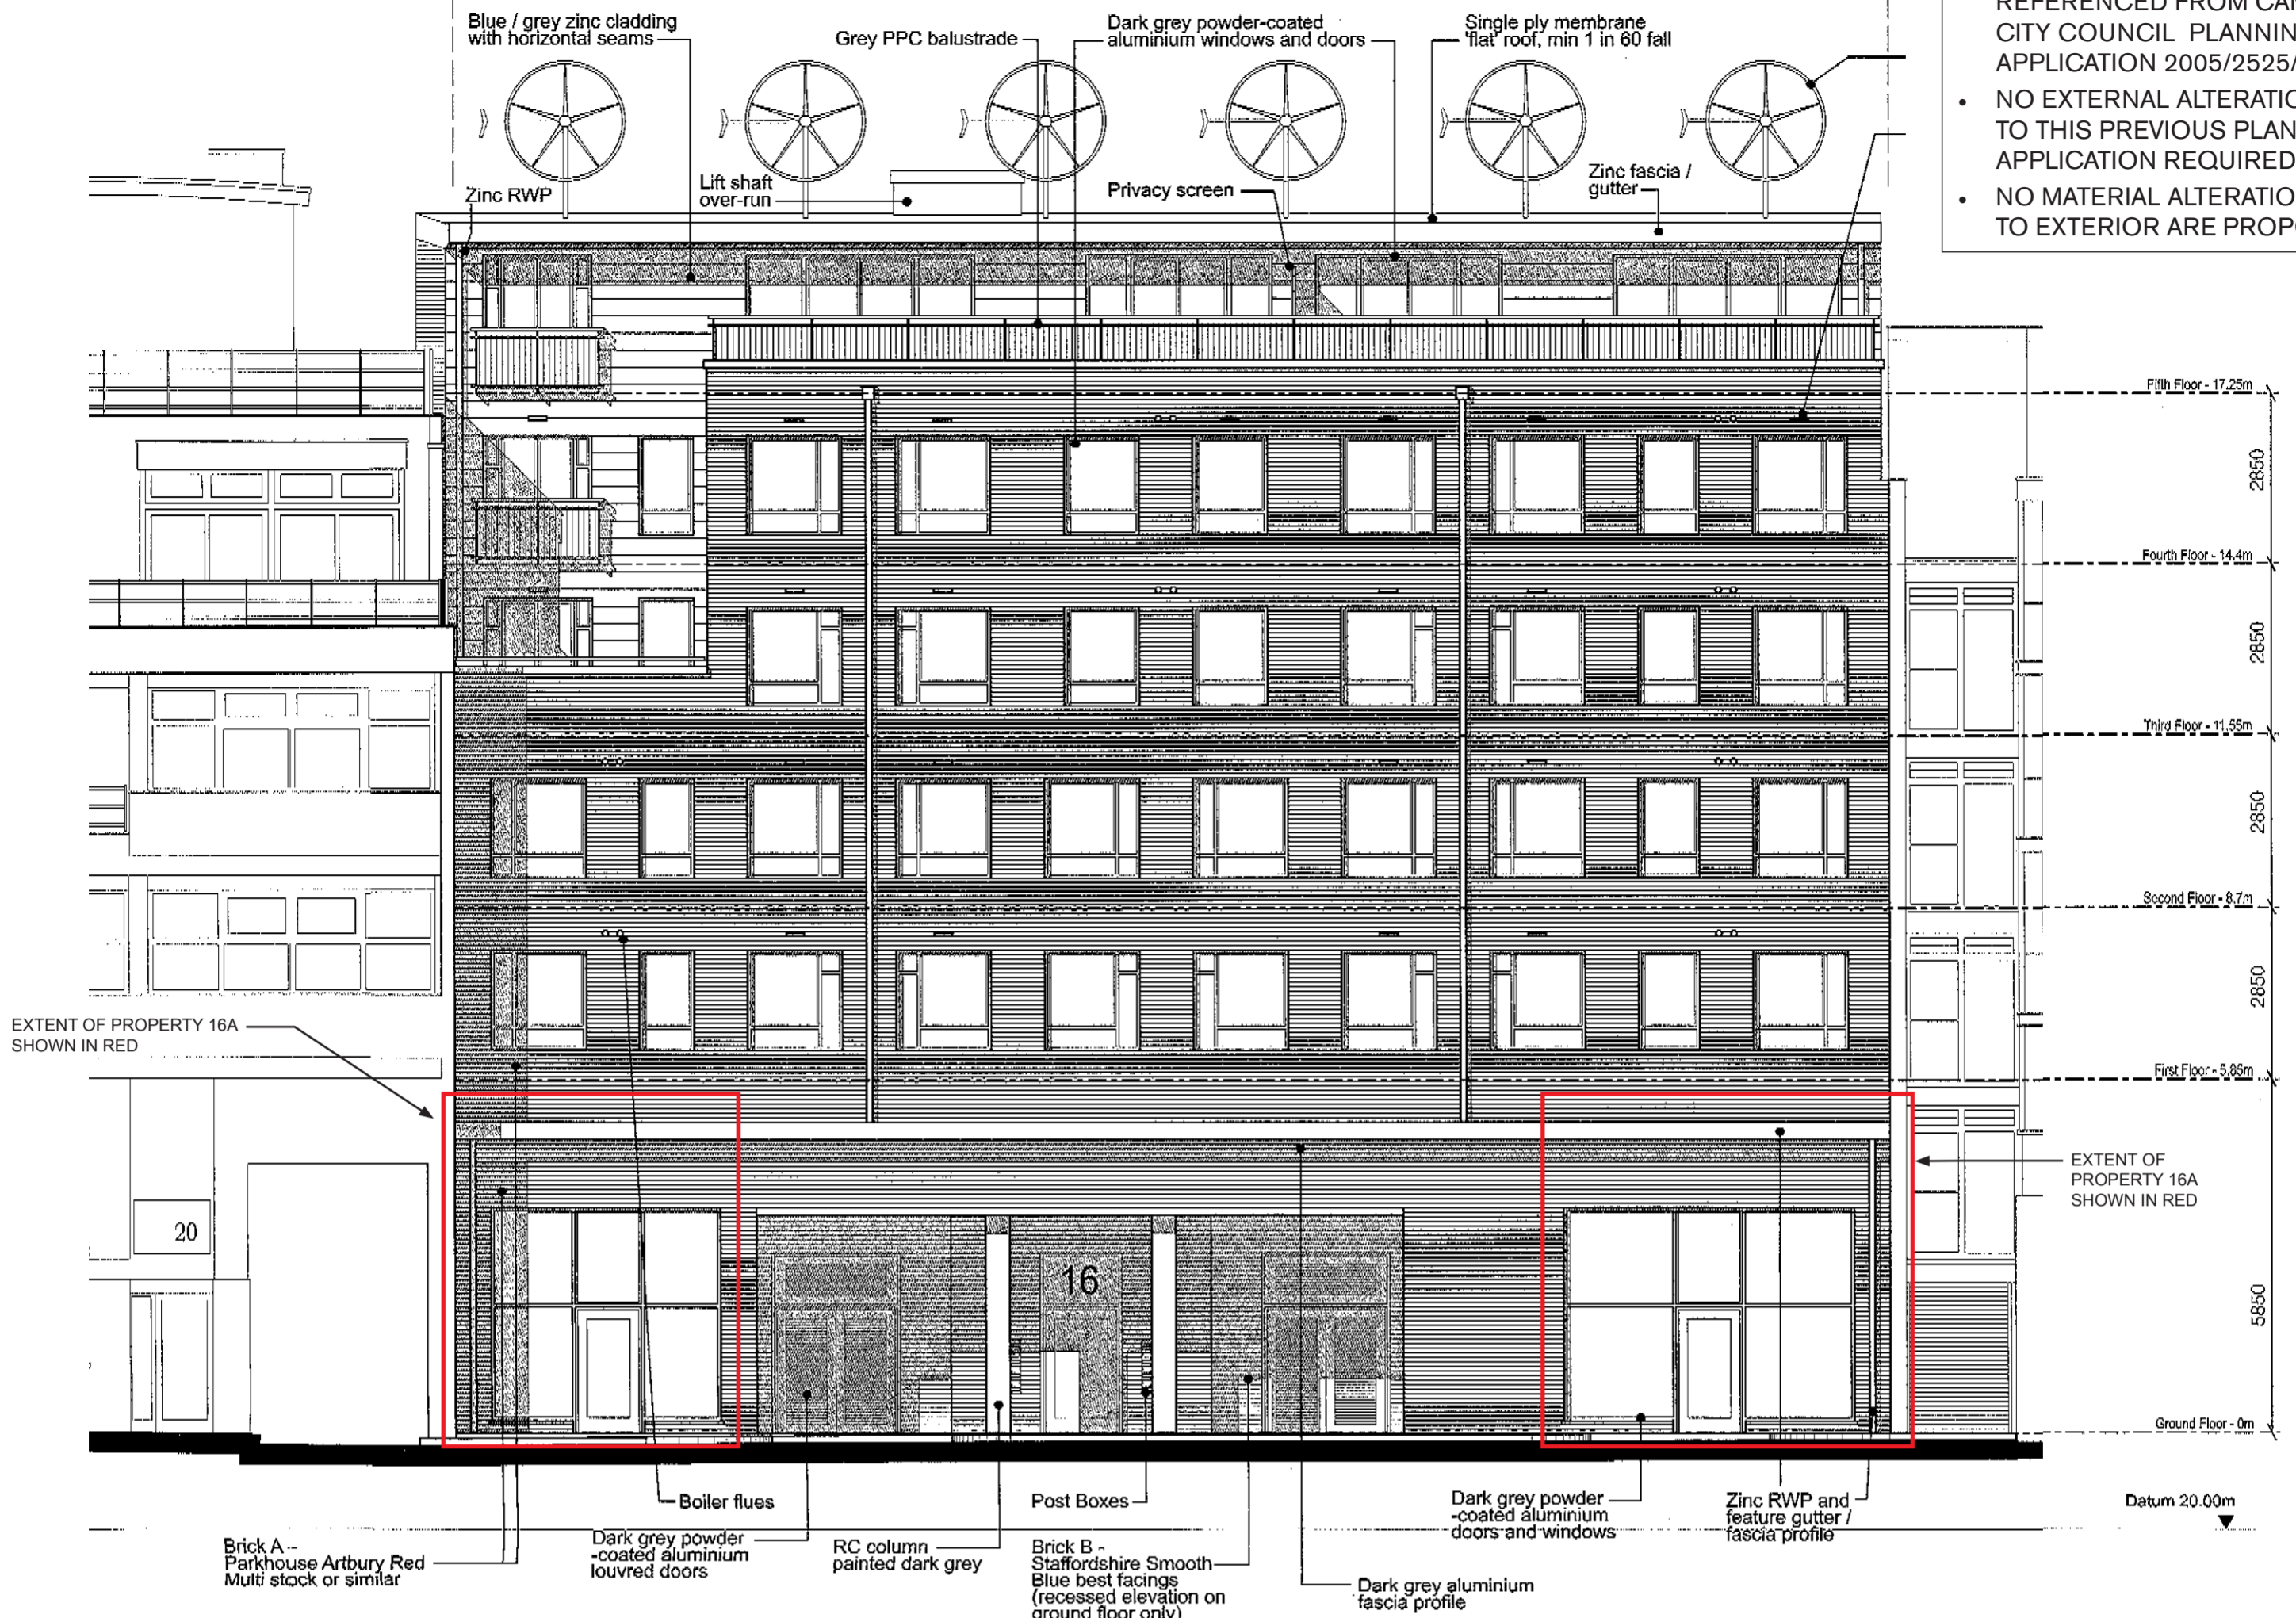 Blue / grey zinc cladding
with horizontal seams
Grey PPC balustrade
Dark grey powder-coated
aluminium windows and doors
Single ply membrane
'flat' roof, min 1 in 60 fall
REFERENCED FROM
CITY COUNCIL
APPLICATION 2005/2525/
• NO EXTERNAL
TO THIS PREVIOUS
APPLICATION REQUIRED
• NO MATERIAL
TO EXTERIOR ARE
Zinc RWP
Lift shaft
over-run
Privacy screen
Zinc fascia /
gutter
Fifth Floor - 17.25m
2850
Fourth Floor - 14.4m
2850
Third Floor - 11.55m
2850
Second Floor - 8.7m
2850
First Floor - 5.85m
5850
Ground Floor - 0m
EXTENT OF PROPERTY 16A
SHOWN IN RED
EXTENT OF
PROPERTY 16A
SHOWN IN RED
20
16
Boiler flues
Post Boxes
Brick A -
Parkhouse Artbury Red
Multi stock or similar
Dark grey powder
-coated aluminium
louvred doors
RC column
painted dark grey
Brick B -
Staffordshire Smooth
Blue best facings
(recessed elevation on
ground floor only)
Dark grey aluminium
fascia profile
Dark grey powder
-coated aluminium
doors and windows
Zinc RWP and
feature gutter /
fascia profile
Datum 20.00m